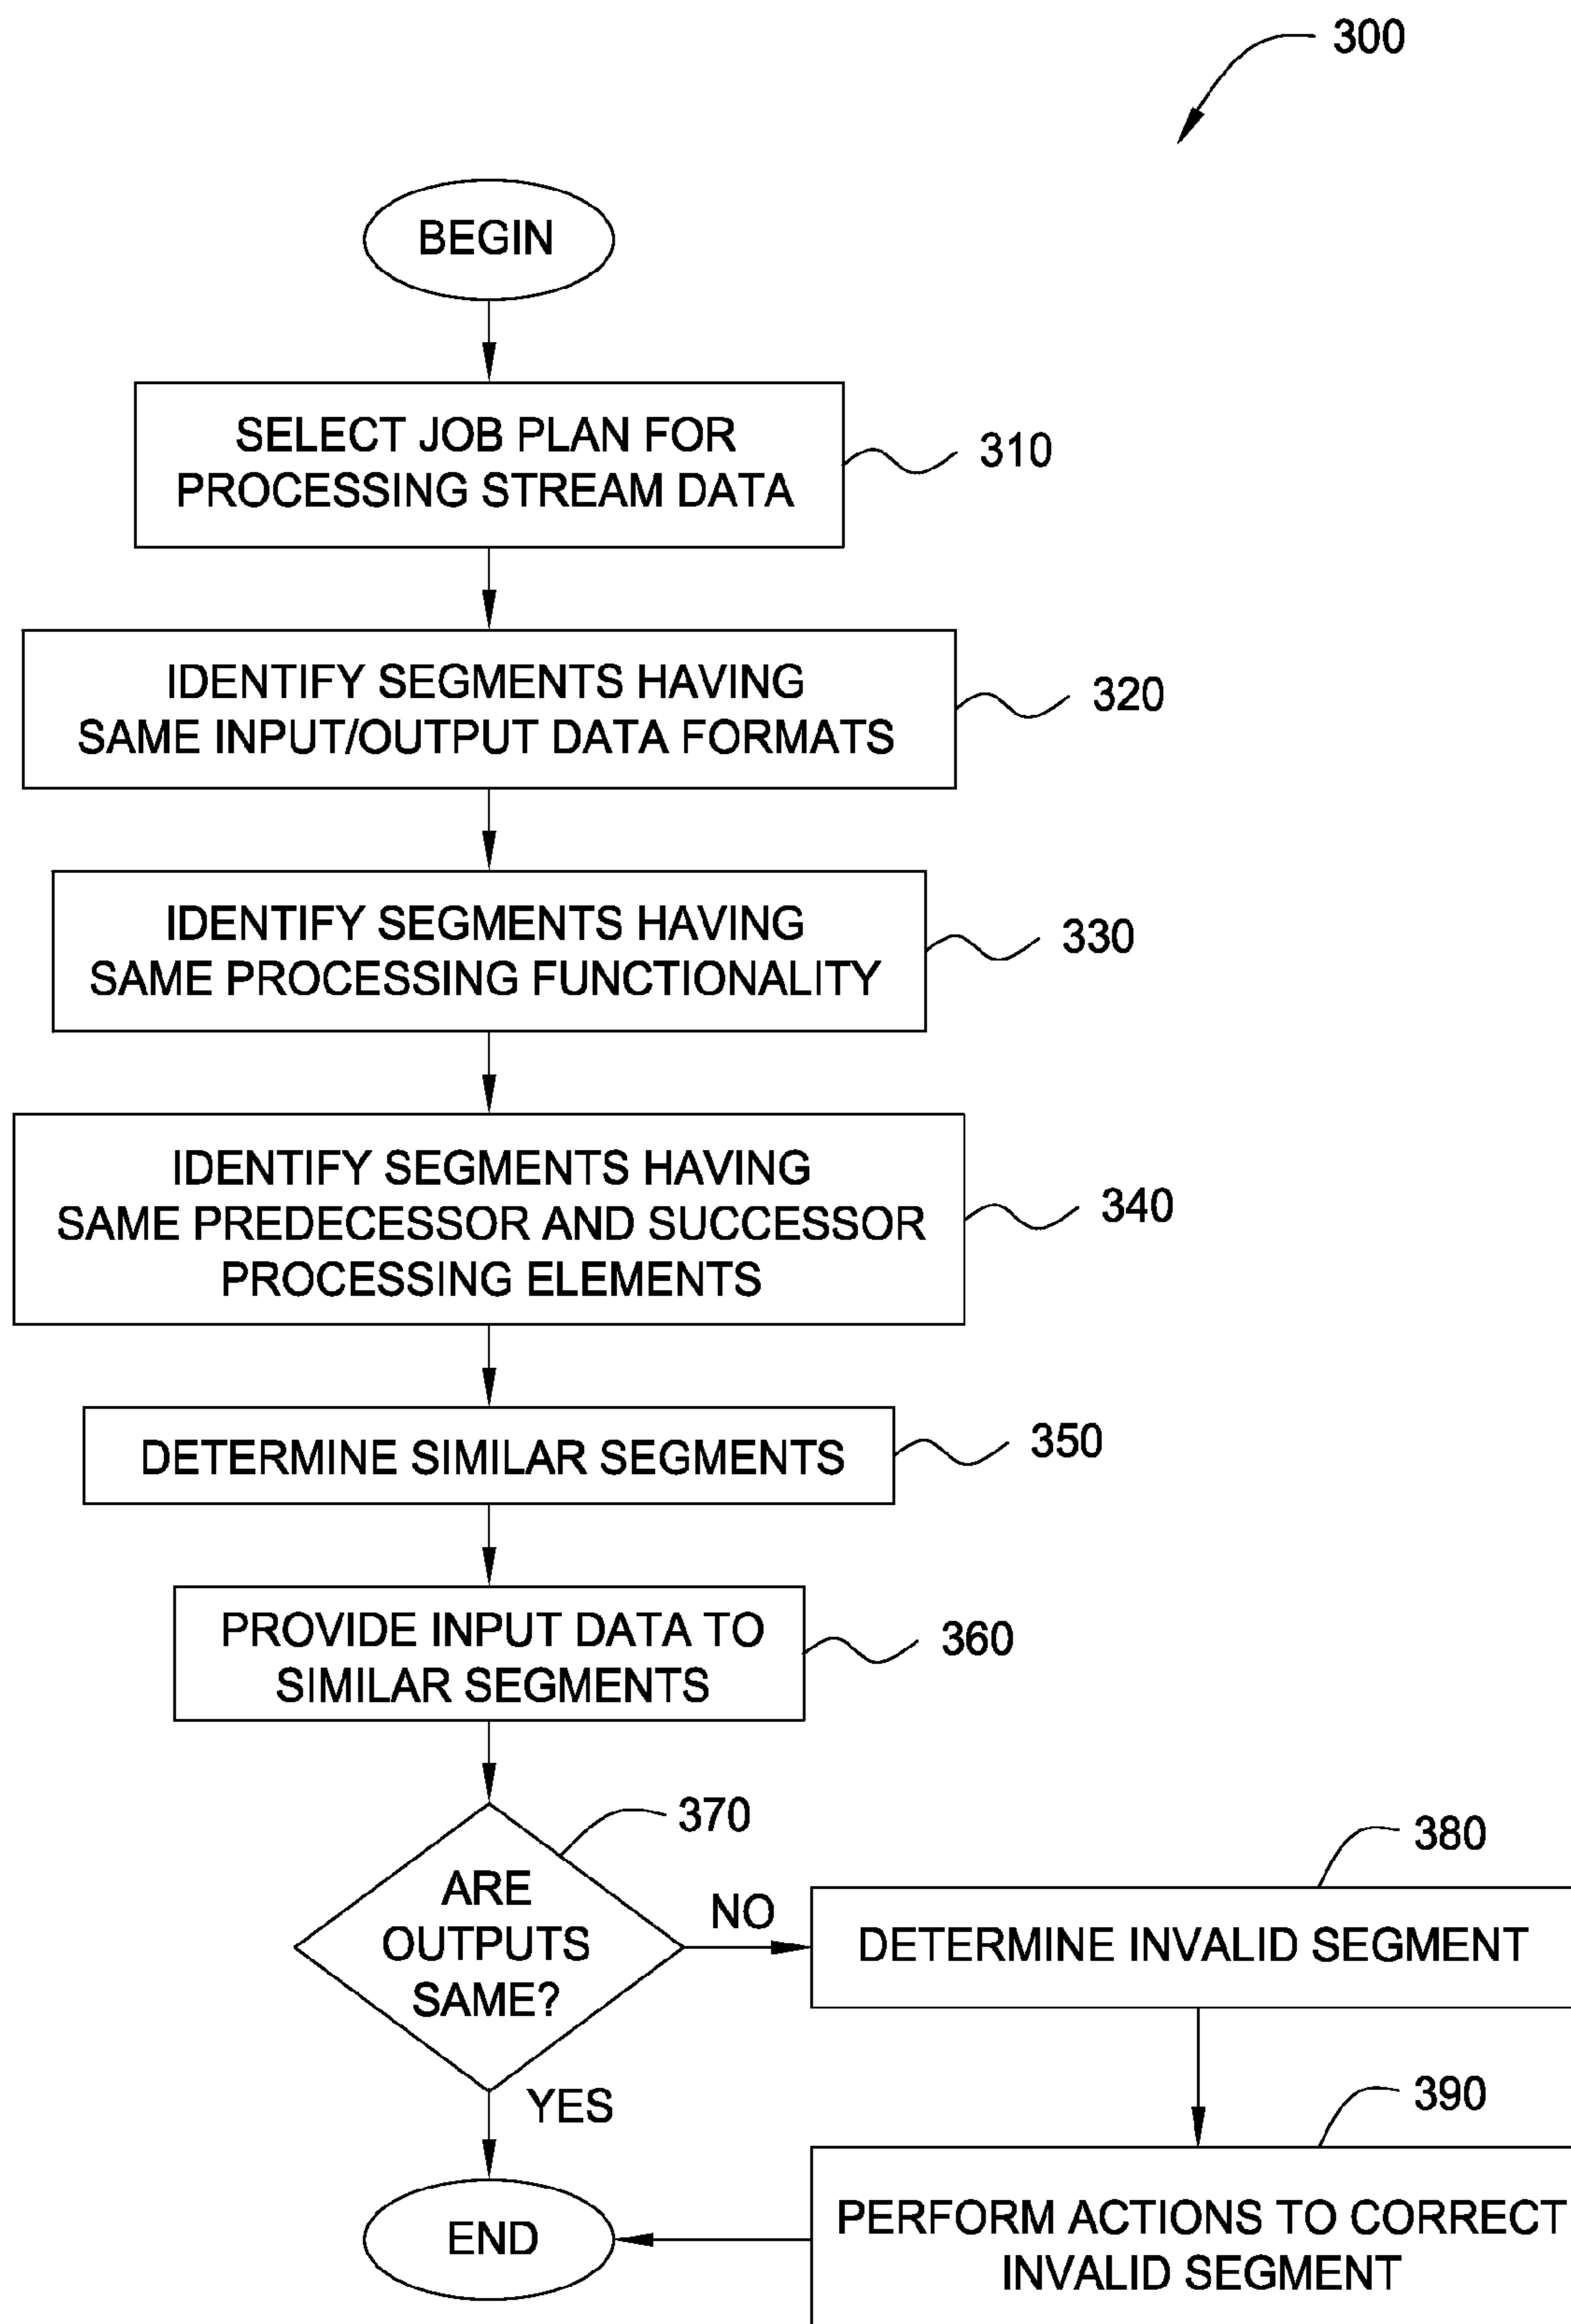 300
BEGIN
SELECT JOB PLAN FOR
PROCESSING STREAM DATA
310
IDENTIFY SEGMENTS HAVING
SAME INPUT/OUTPUT DATA FORMATS
320
IDENTIFY SEGMENTS HAVING
SAME PROCESSING FUNCTIONALITY
330
IDENTIFY SEGMENTS HAVING
SAME PREDECESSOR AND SUCCESSOR
PROCESSING ELEMENTS
340
DETERMINE SIMILAR SEGMENTS
350
PROVIDE INPUT DATA TO
SIMILAR SEGMENTS
360
370
ARE
OUTPUTS
SAME?
NO
YES
380
DETERMINE INVALID SEGMENT
390
PERFORM ACTIONS TO CORRECT
INVALID SEGMENT
END